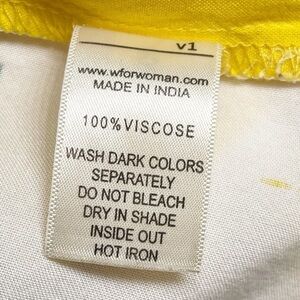 v1
www.wforwoman.com
MADE IN INDIA
100%VISCOSE
WASH DARK COLORS
SEPARATELY
DO NOT BLEACH
DRY IN SHADE
INSIDE OUT
HOT IRON